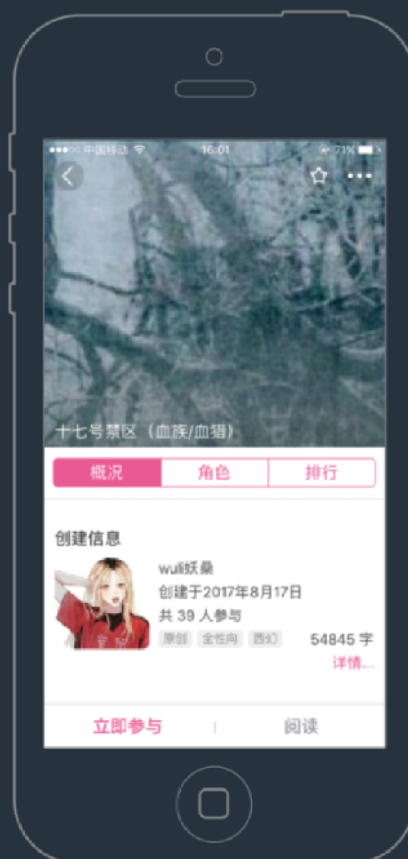 中国移动 16:01 71%
十七号禁区（血族/血猎）
概况 角色 排行
创建信息
wuli妖桑
创建于2017年8月17日
共 39 人参与
原创 全性向 西幻 54845 字
详情...
立即参与 阅读